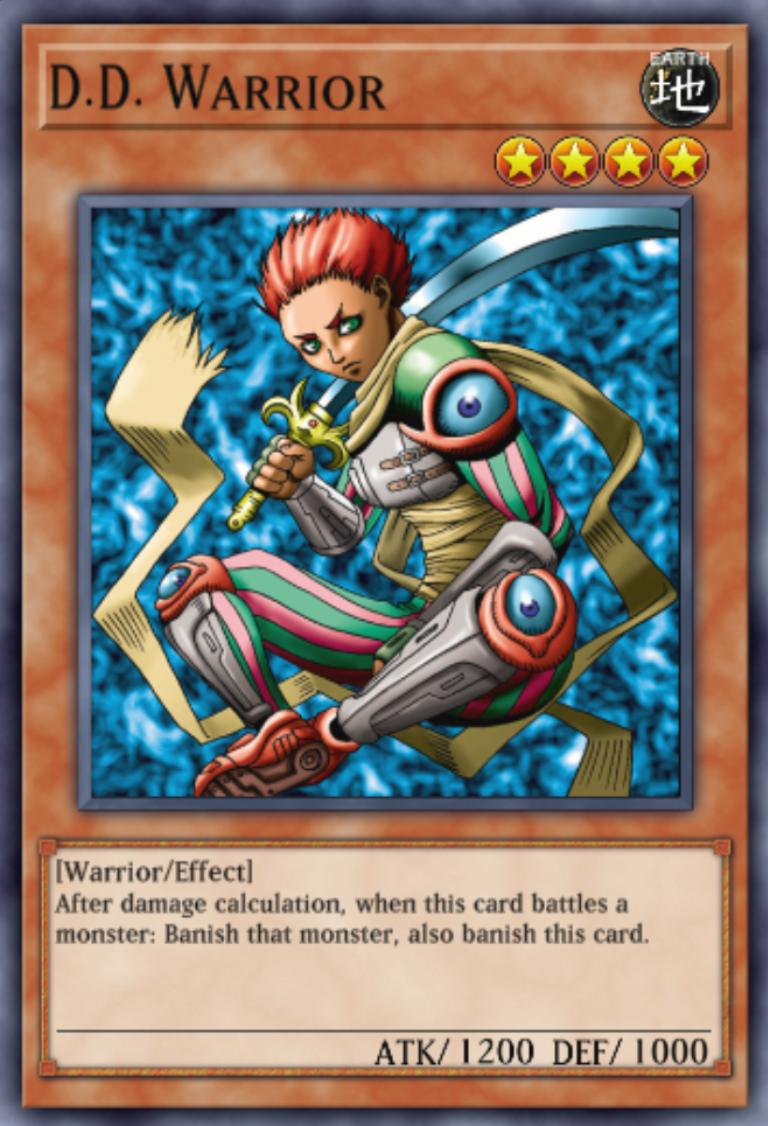 D.D. WARRIOR
EARTH
地
[Warrior/Effect]
After damage calculation, when this card battles a
monster: Banish that monster, also banish this card.
ATK/ 1200 DEF/ 1000